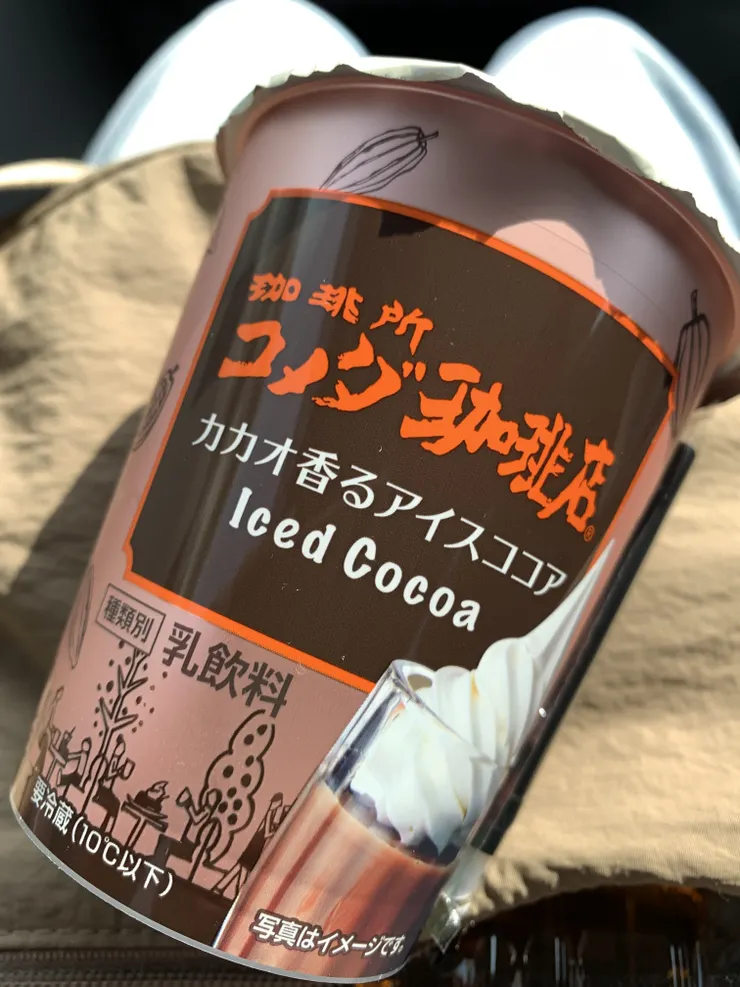 珈琲所
コメダ珈琲店®
カカオ香るアイスココア
Iced Cocoa
種類別 乳飲料
要冷蔵(10℃以下)
写真はイメージです。